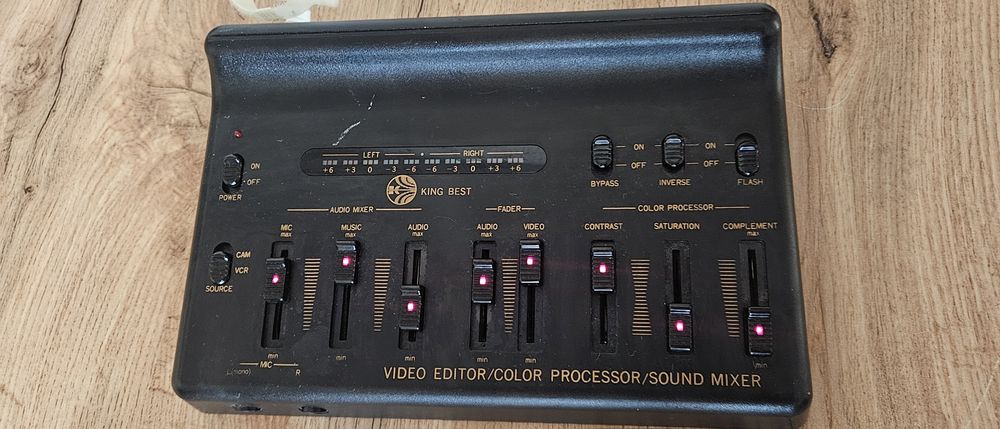 LEFT RIGHT
+6 +3 0 -3 -6 -6 -3 0 +3 +6
KING BEST
ON
OFF
POWER
ON ON
OFF OFF
BYPASS INVERSE FLASH
AUDIO MIXER FADER COLOR PROCESSOR
MIC MUSIC AUDIO AUDIO VIDEO CONTRAST SATURATION COMPLEMENT
max max max max max max max
CAM
VCR
SOURCE
min min min min min min
MIC
(mono) R
VIDEO EDITOR/COLOR PROCESSOR/SOUND MIXER